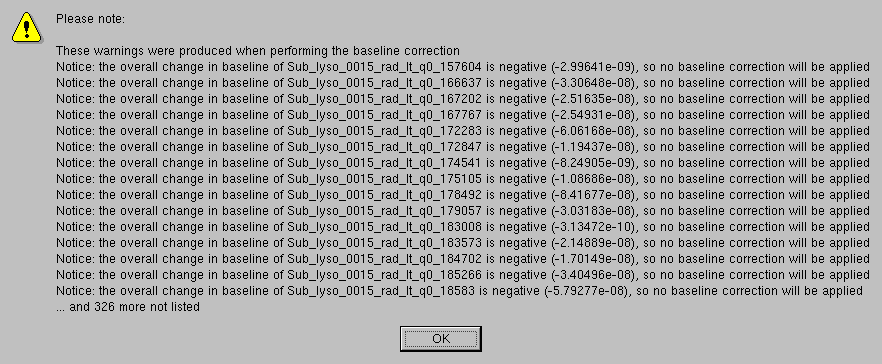 Please note:
These warnings were produced when performing the baseline correction
Notice: the overall change in baseline of Sub_lyso_0015_rad_lt_q0_157604 is negative (-2.99641e-09), so no baseline correction will be applied
Notice: the overall change in baseline of Sub_lyso_0015_rad_lt_q0_166637 is negative (-3.30648e-08), so no baseline correction will be applied
Notice: the overall change in baseline of Sub_lyso_0015_rad_lt_q0_167202 is negative (-2.51635e-08), so no baseline correction will be applied
Notice: the overall change in baseline of Sub_lyso_0015_rad_lt_q0_167767 is negative (-2.54931e-08), so no baseline correction will be applied
Notice: the overall change in baseline of Sub_lyso_0015_rad_lt_q0_172283 is negative (-6.06168e-08), so no baseline correction will be applied
Notice: the overall change in baseline of Sub_lyso_0015_rad_lt_q0_172847 is negative (-1.19437e-08), so no baseline correction will be applied
Notice: the overall change in baseline of Sub_lyso_0015_rad_lt_q0_174541 is negative (-8.24905e-09), so no baseline correction will be applied
Notice: the overall change in baseline of Sub_lyso_0015_rad_lt_q0_175105 is negative (-1.08686e-08), so no baseline correction will be applied
Notice: the overall change in baseline of Sub_lyso_0015_rad_lt_q0_178492 is negative (-8.41677e-08), so no baseline correction will be applied
Notice: the overall change in baseline of Sub_lyso_0015_rad_lt_q0_179057 is negative (-3.03183e-08), so no baseline correction will be applied
Notice: the overall change in baseline of Sub_lyso_0015_rad_lt_q0_183008 is negative (-3.13472e-10), so no baseline correction will be applied
Notice: the overall change in baseline of Sub_lyso_0015_rad_lt_q0_183573 is negative (-2.14889e-08), so no baseline correction will be applied
Notice: the overall change in baseline of Sub_lyso_0015_rad_lt_q0_184702 is negative (-1.70149e-08), so no baseline correction will be applied
Notice: the overall change in baseline of Sub_lyso_0015_rad_lt_q0_185266 is negative (-3.40496e-08), so no baseline correction will be applied
Notice: the overall change in baseline of Sub_lyso_0015_rad_lt_q0_18583 is negative (-5.79277e-08), so no baseline correction will be applied
... and 326 more not listed
OK